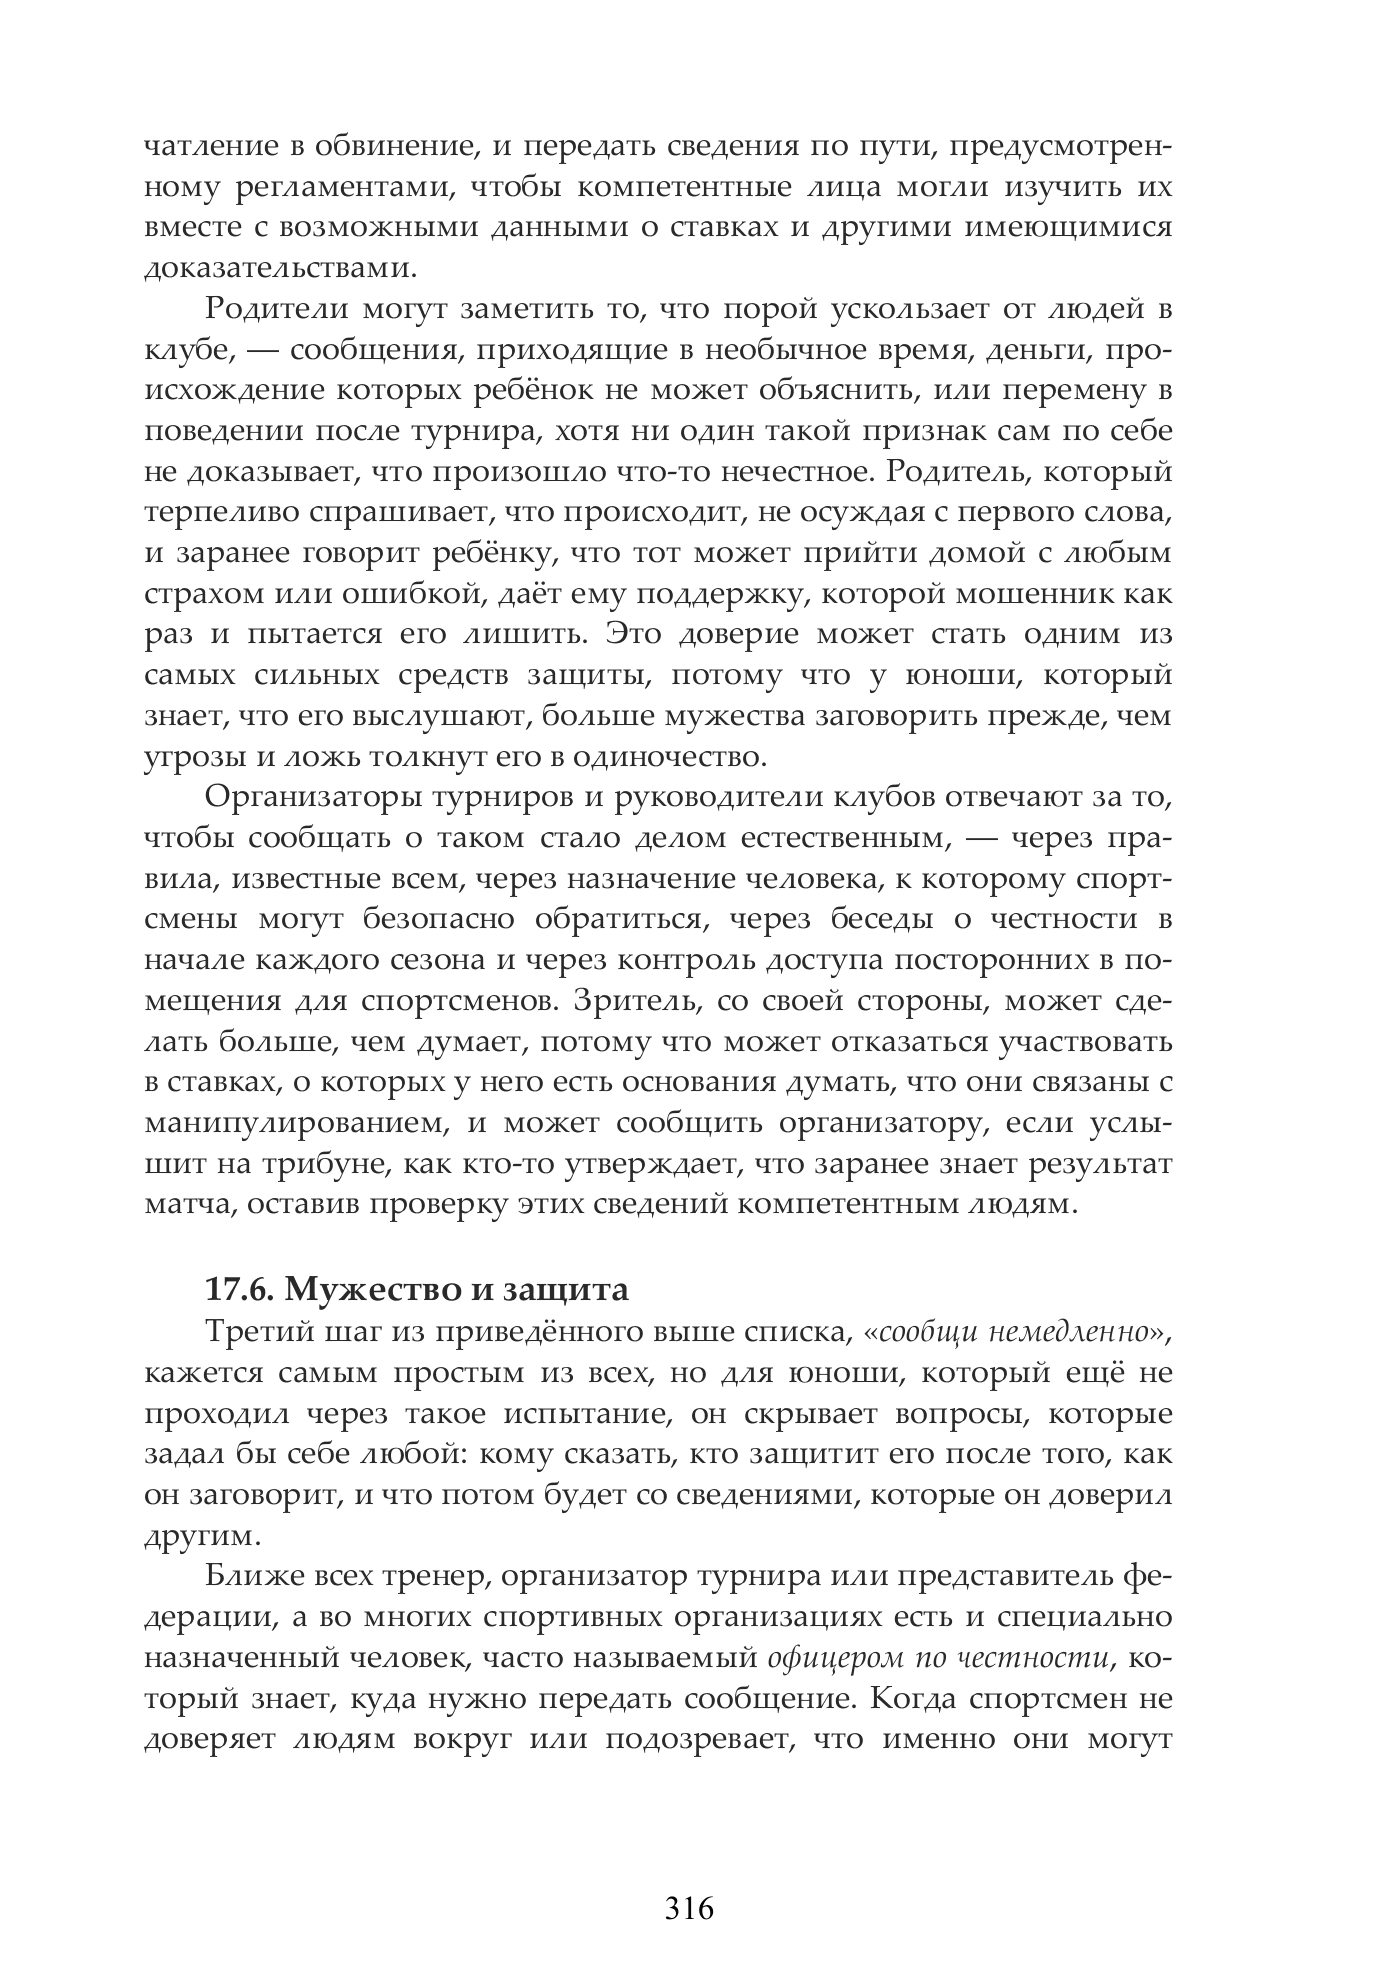 чатление в обвинение, и передать сведения по пути, предусмотрен-
ному регламентами, чтобы компетентные лица могли изучить их
вместе с возможными данными о ставках и другими имеющимися
доказательствами.
Родители могут заметить то, что порой ускользает от людей в
клубе, — сообщения, приходящие в необычное время, деньги, про-
исхождение которых ребёнок не может объяснить, или перемену в
поведении после турнира, хотя ни один такой признак сам по себе
не доказывает, что произошло что-то нечестное. Родитель, который
терпеливо спрашивает, что происходит, не осуждая с первого слова,
и заранее говорит ребёнку, что тот может прийти домой с любым
страхом или ошибкой, даёт ему поддержку, которой мошенник как
раз и пытается его лишить. Это доверие может стать одним из
самых сильных средств защиты, потому что у юноши, который
знает, что его выслушают, больше мужества заговорить прежде, чем
угрозы и ложь толкнут его в одиночество.
Организаторы турниров и руководители клубов отвечают за то,
чтобы сообщать о таком стало делом естественным, — через пра-
вила, известные всем, через назначение человека, к которому спорт-
смены могут безопасно обратиться, через беседы о честности в
начале каждого сезона и через контроль доступа посторонних в по-
мещения для спортсменов. Зритель, со своей стороны, может сде-
лать больше, чем думает, потому что может отказаться участвовать
в ставках, о которых у него есть основания думать, что они связаны с
манипулированием, и может сообщить организатору, если услы-
шит на трибуне, как кто-то утверждает, что заранее знает результат
матча, оставив проверку этих сведений компетентным людям.
17.6. Мужество и защита
Третий шаг из приведённого выше списка, «сообщи немедленно»,
кажется самым простым из всех, но для юноши, который ещё не
проходил через такое испытание, он скрывает вопросы, которые
задал бы себе любой: кому сказать, кто защитит его после того, как
он заговорит, и что потом будет со сведениями, которые он доверил
другим.
Ближе всех тренер, организатор турнира или представитель фе-
дерации, а во многих спортивных организациях есть и специально
назначенный человек, часто называемый офицером по честности, ко-
торый знает, куда нужно передать сообщение. Когда спортсмен не
доверяет людям вокруг или подозревает, что именно они могут
316